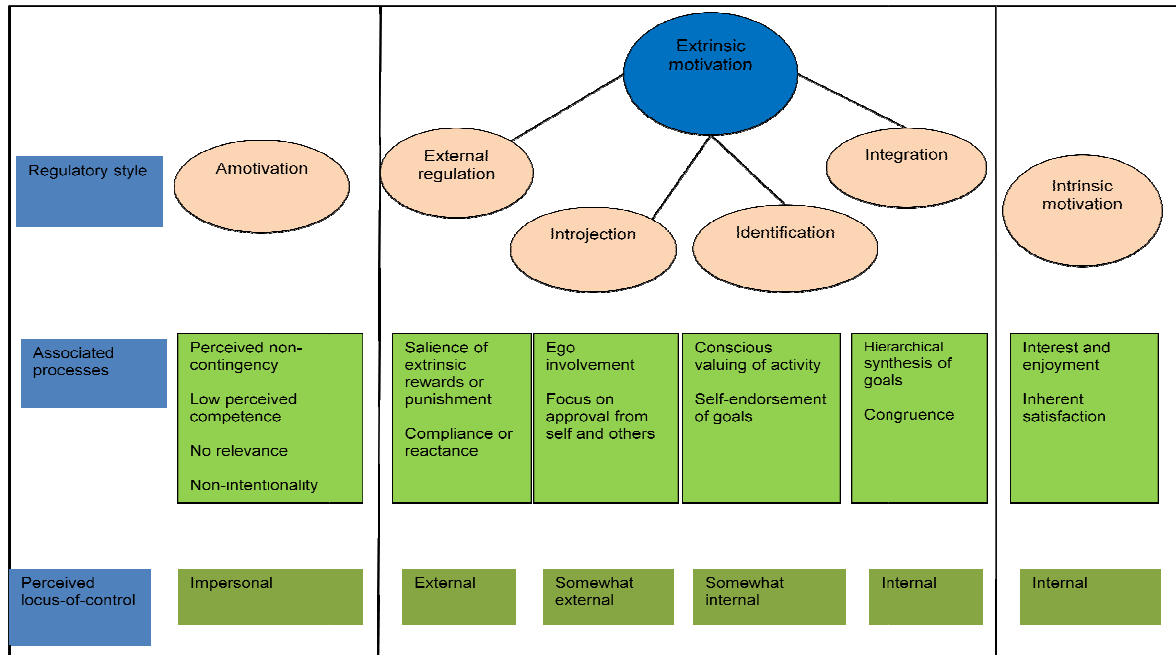 Extrinsic
motivation
Regulatory style
Amotivation
External
regulation
Introjection
Identification
Integration
Intrinsic
motivation
Associated
processes
Perceived non-
contingency
Low perceived
competence
No relevance
Non-intentionality
Salience of
extrinsic
rewards or
punishment
Compliance or
reactance
Ego
involvement
Focus on
approval from
self and others
Conscious
valuing of activity
Self-endorsement
of goals
Hierarchical
synthesis of
goals
Congruence
Interest and
enjoyment
Inherent
satisfaction
Perceived
locus-of-control
Impersonal
External
Somewhat
external
Somewhat
internal
Internal
Internal